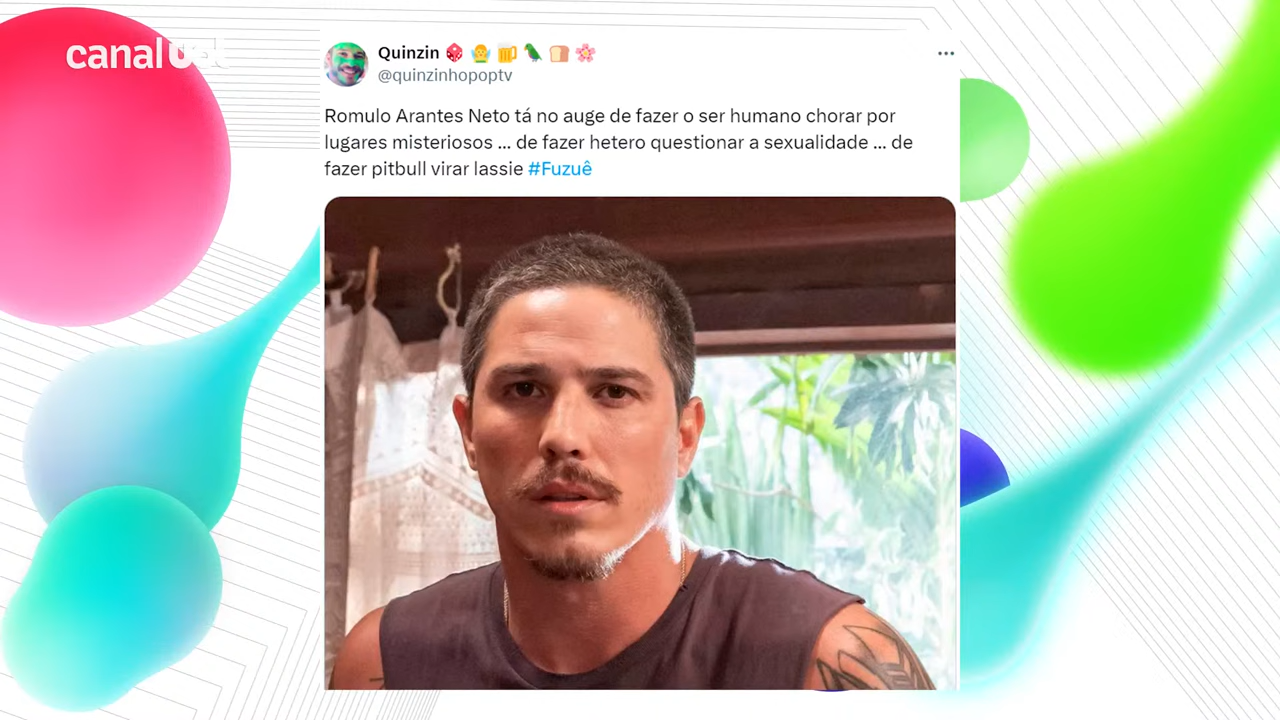 canal
Quinzin
@quinzinhopoptv
Romulo Arantes Neto tá no auge de fazer o ser humano chorar por
lugares misteriosos ... de fazer hetero questionar a sexualidade ... de
fazer pitbull virar lassie #Fuzuê